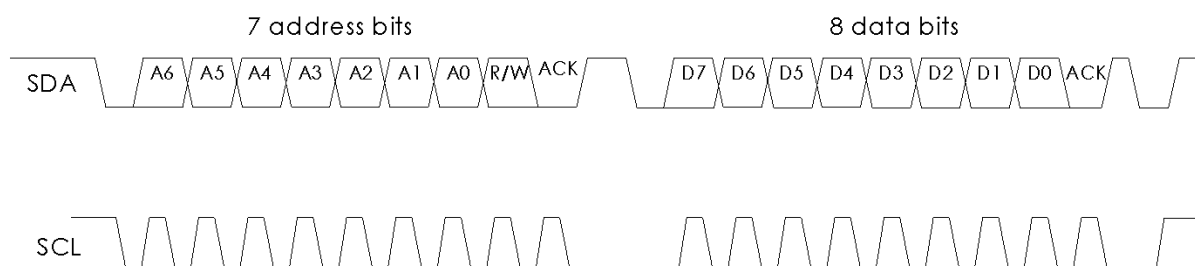 7 address bits 8 data bits
SDA A6 A5 A4 A3 A2 A1 A0 R/W ACK D7 D6 D5 D4 D3 D2 D1 D0 ACK
SCL